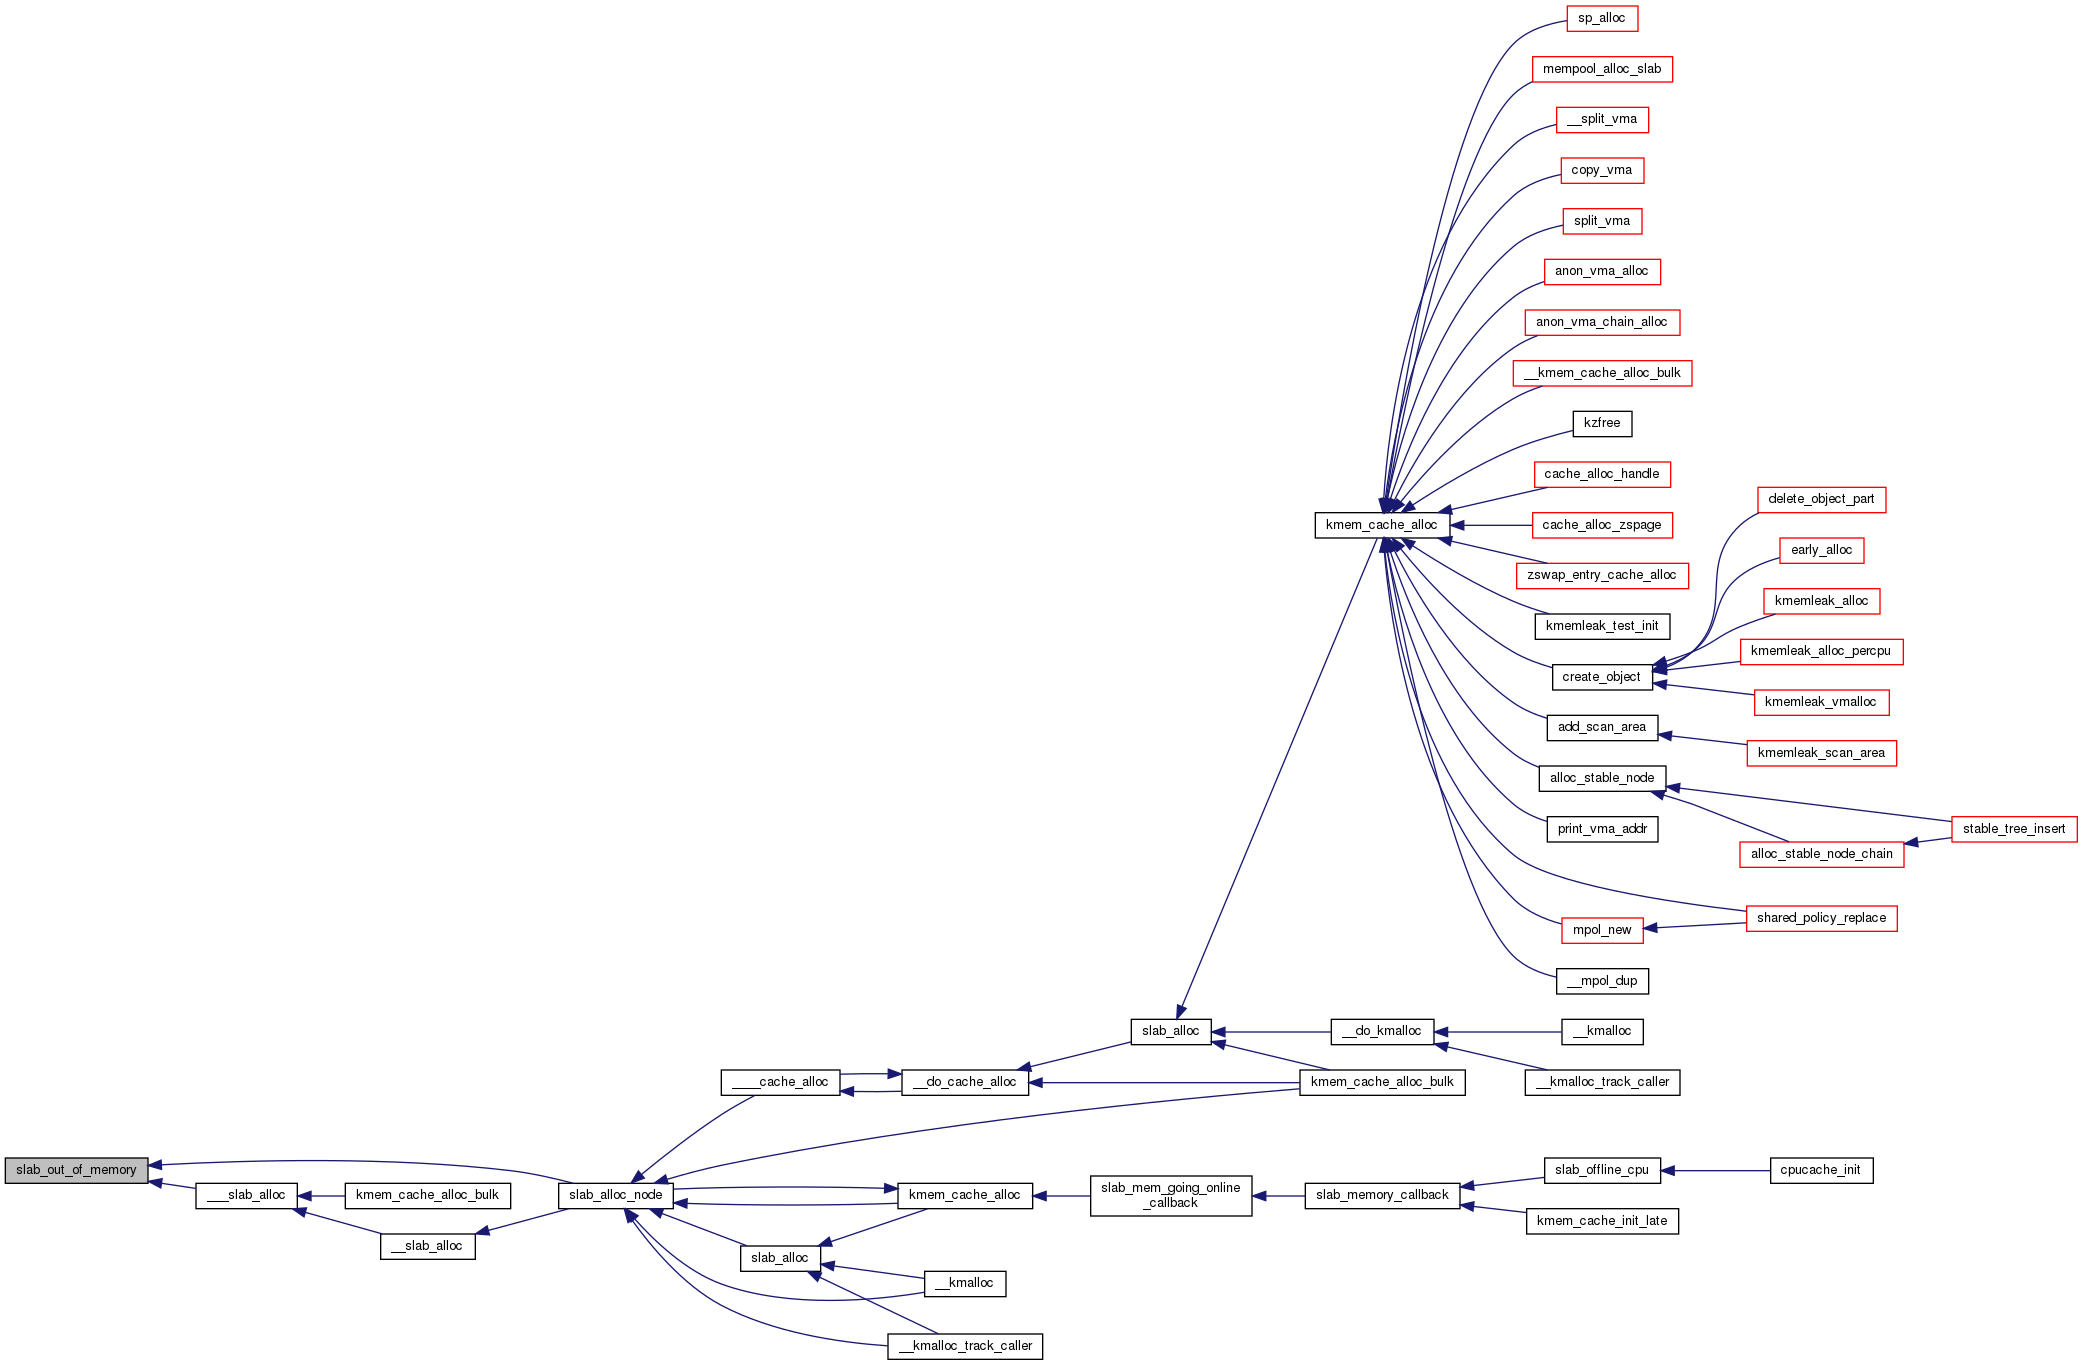 sp_alloc
mempool_alloc_slab
__split_vma
copy_vma
split_vma
anon_vma_alloc
anon_vma_chain_alloc
__kmem_cache_alloc_bulk
kzfree
cache_alloc_handle
delete_object_part
kmem_cache_alloc
cache_alloc_zspage
early_alloc
zswap_entry_cache_alloc
kmemleak_alloc
kmemleak_test_init
kmemleak_alloc_percpu
create_object
kmemleak_vmalloc
add_scan_area
kmemleak_scan_area
alloc_stable_node
print_vma_addr
stable_tree_insert
alloc_stable_node_chain
shared_policy_replace
mpol_new
__mpol_dup
slab_alloc
__do_kmalloc
__kmalloc
____cache_alloc
__do_cache_alloc
kmem_cache_alloc_bulk
__kmalloc_track_caller
slab_out_of_memory
slab_offline_cpu
cpucache_init
___slab_alloc
kmem_cache_alloc_bulk
slab_alloc_node
kmem_cache_alloc
slab_mem_going_online
_callback
slab_memory_callback
kmem_cache_init_late
__slab_alloc
slab_alloc
__kmalloc
__kmalloc_track_caller